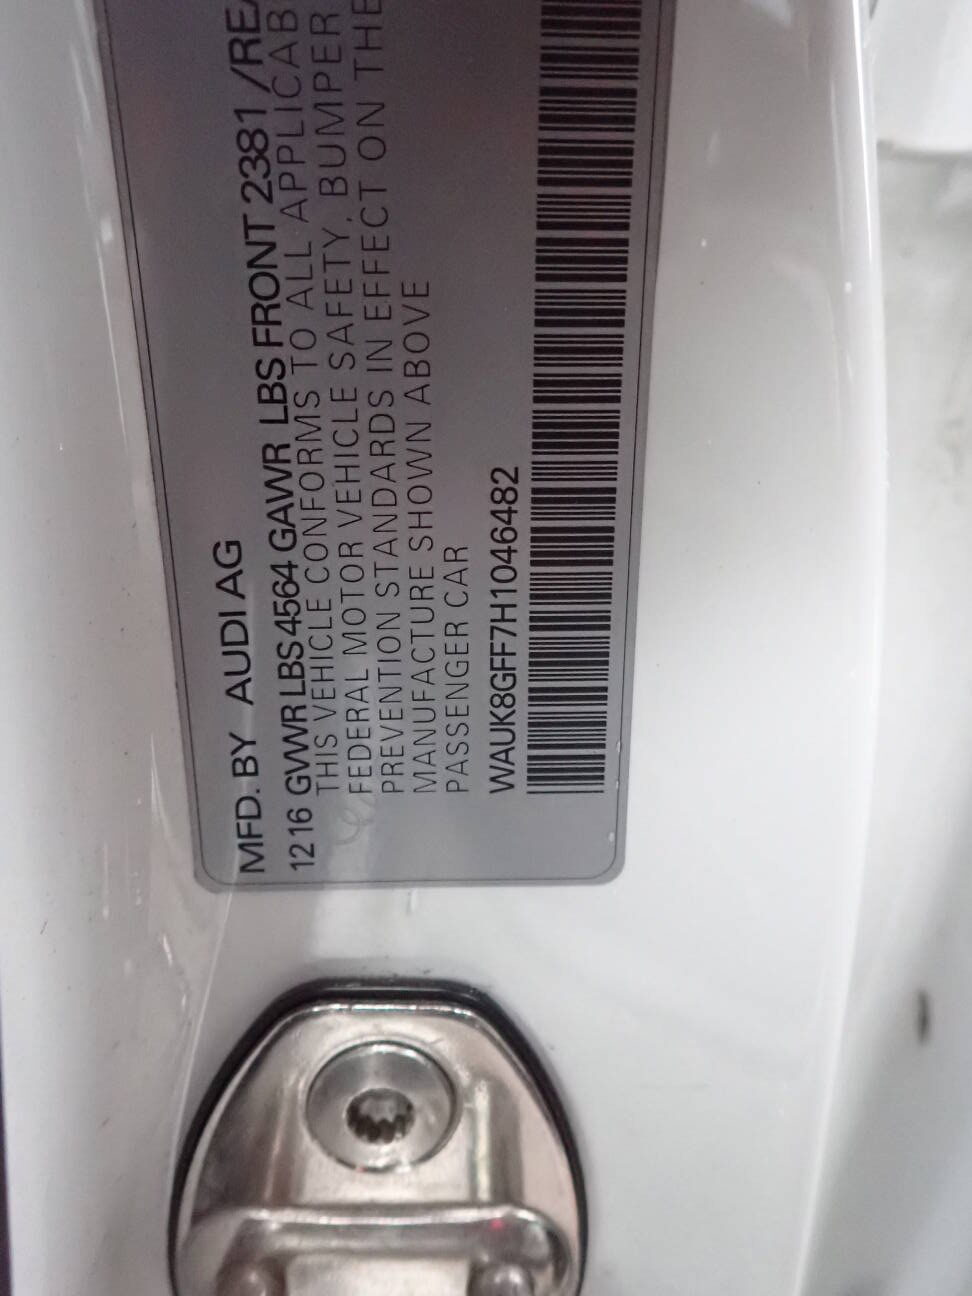 MFD. BY AUDI AG
12 16 GVWR LBS 4564 GAWR LBS FRONT 2381 /REA
THIS VEHICLE CONFORMS TO ALL APPLICAB
FEDERAL MOTOR VEHICLE SAFETY, BUMPER
PREVENTION STANDARDS IN EFFECT ON THE
MANUFACTURE SHOWN ABOVE
PASSENGER CAR
WAUK8GFF7H1046482